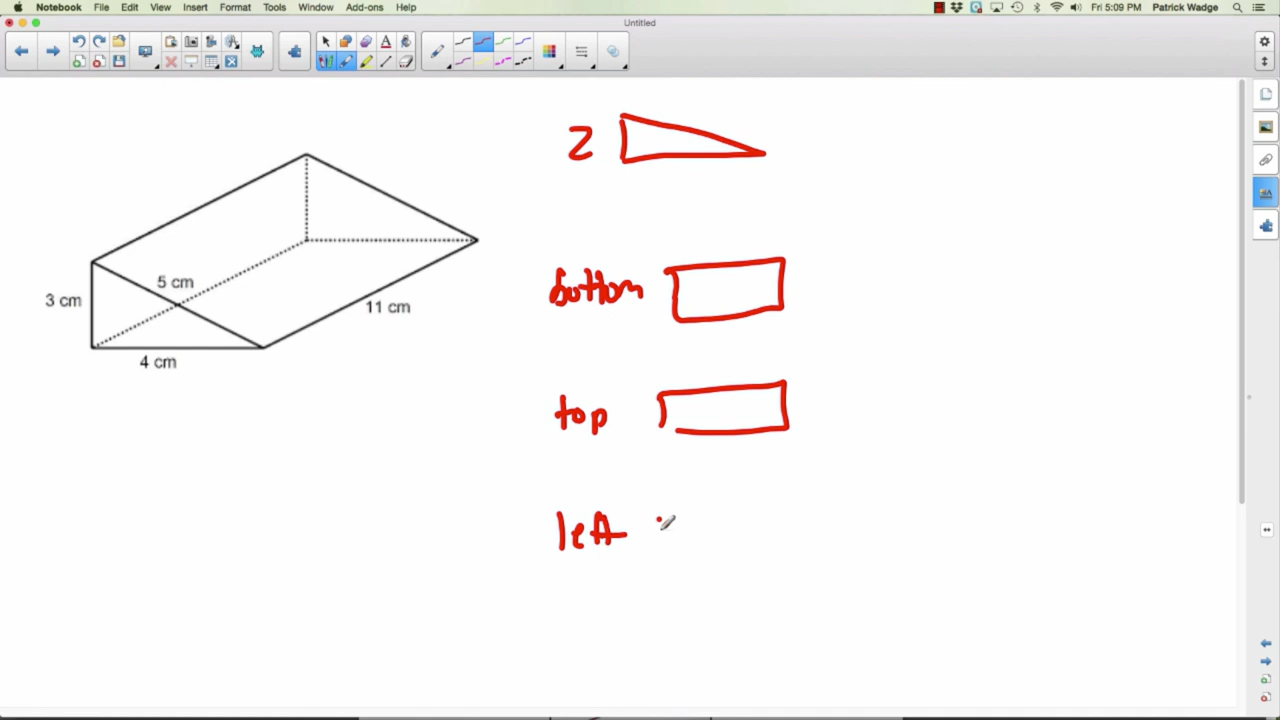 Notebook File Edit View Insert Format Tools Window Add-ons Help Fri 5:09 PM Patrick Wadge
Untitled
2
5 cm
3 cm
11 cm
4 cm
bottom
top
left